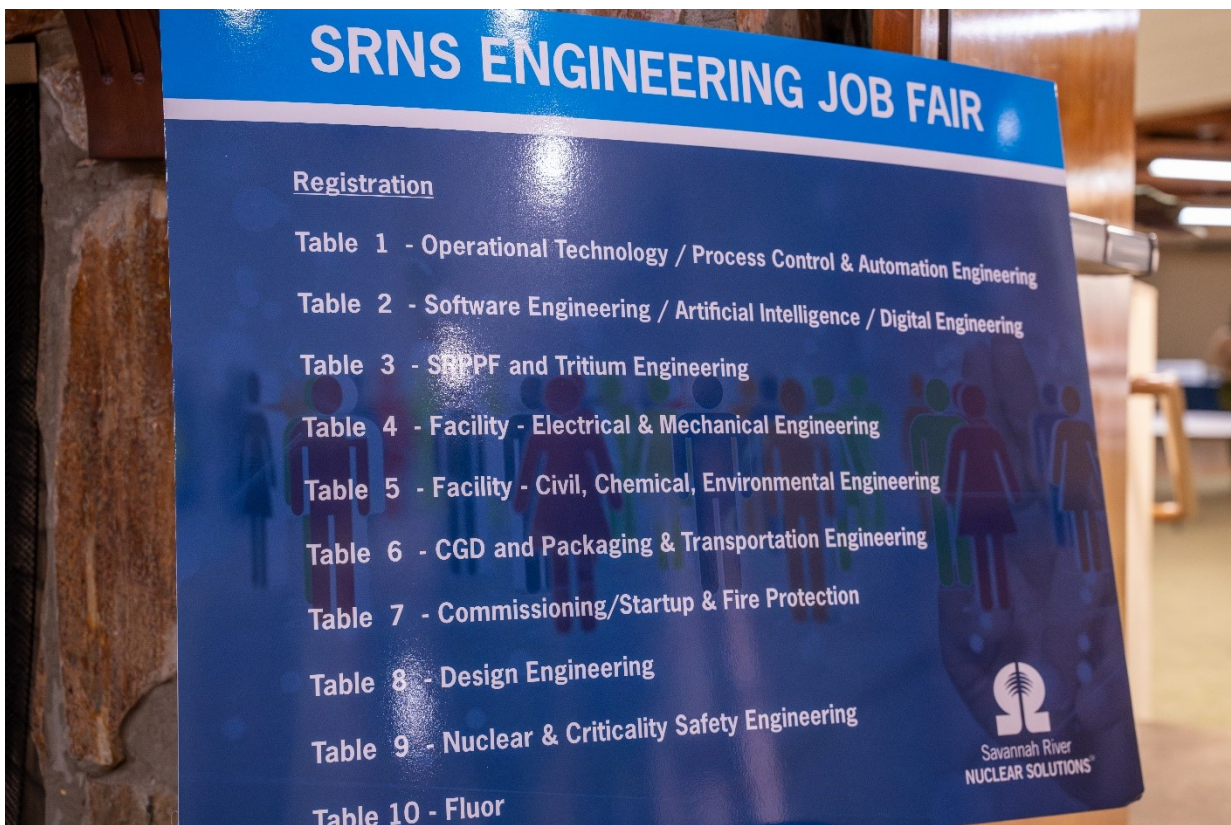 SRNS ENGINEERING JOB FAIR
Registration
Table 1 - Operational Technology / Process Control & Automation Engineering
Table 2 - Software Engineering / Artificial Intelligence / Digital Engineering
Table 3 - SRPPF and Tritium Engineering
Table 4 - Facility - Electrical & Mechanical Engineering
Table 5 - Facility - Civil, Chemical, Environmental Engineering
Table 6 - CGD and Packaging & Transportation Engineering
Table 7 - Commissioning/Startup & Fire Protection
Table 8 - Design Engineering
Table 9 - Nuclear & Criticality Safety Engineering
Table 10 - Fluor
Savannah River
NUCLEAR SOLUTIONS